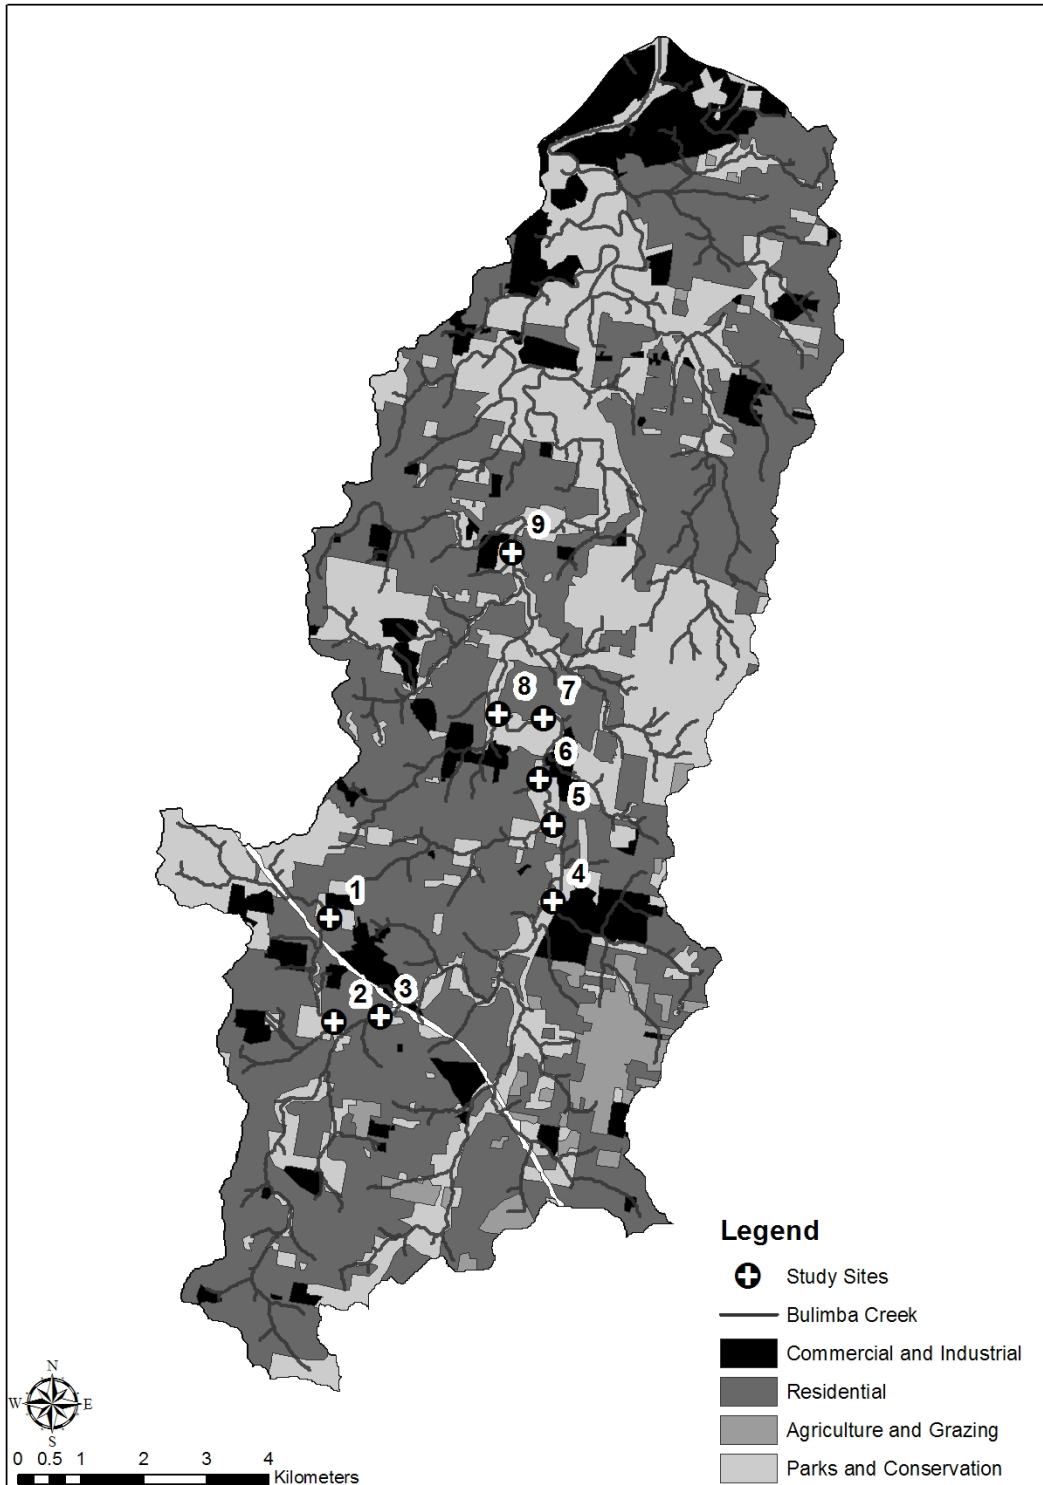 9
8
7
6
5
4
1
2
3
Legend
Study Sites
Bulimba Creek
Commercial and Industrial
Residential
Agriculture and Grazing
Parks and Conservation
N
W E
S
0 0.5 1 2 3 4
Kilometers